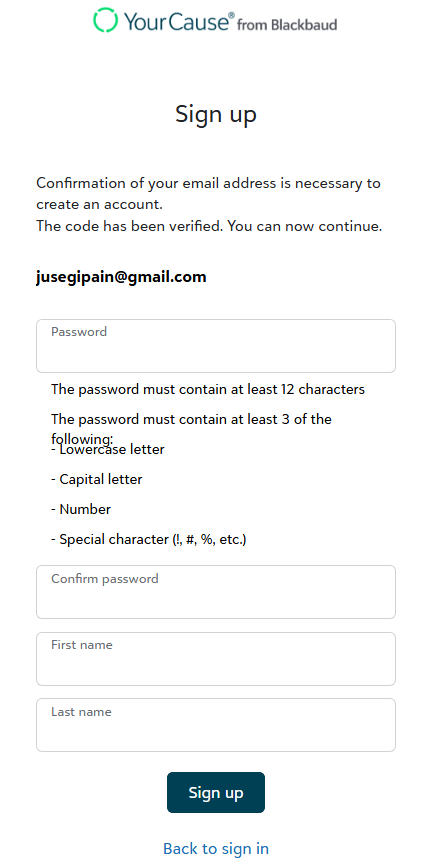 YourCause® from Blackbaud
Sign up
Confirmation of your email address is necessary to
create an account.
The code has been verified. You can now continue.
jusegipain@gmail.com
Password
The password must contain at least 12 characters
The password must contain at least 3 of the
following:
- Lowercase letter
- Capital letter
- Number
- Special character (!, #, %, etc.)
Confirm password
First name
Last name
Sign up
Back to sign in